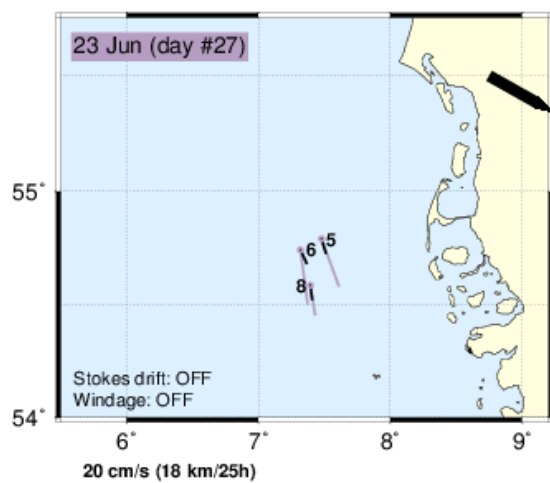 23 Jun (day #27)
55°
5
6
8
Stokes drift: OFF
Windage: OFF
54°
6° 7° 8° 9°
20 cm/s (18 km/25h)